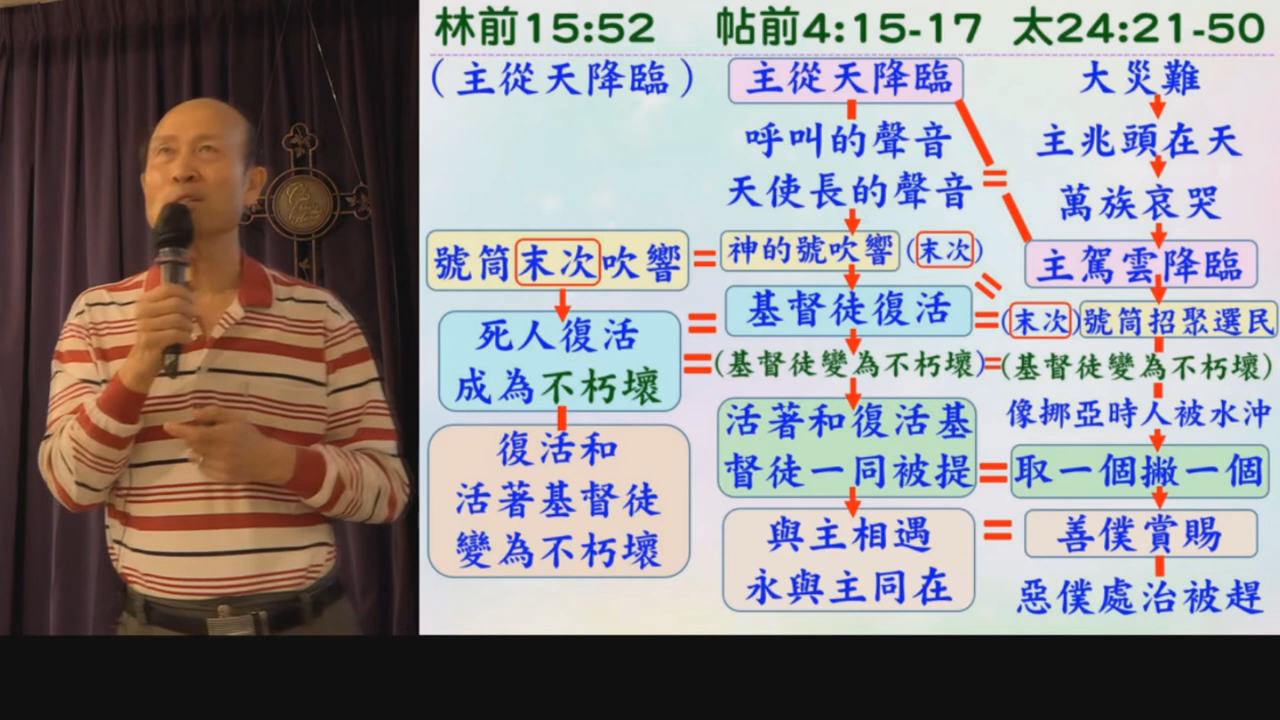 林前15:52
（主從天降臨）
號筒末次吹響
=
死人復活
成為不朽壞
=
=
復活和
活著基督徒
變為不朽壞
帖前4:15-17
主從天降臨
=
呼叫的聲音
天使長的聲音
神的號吹響(末次)
=
基督徒復活
=
(基督徒變為不朽壞)
=
活著和復活基
督徒一同被提
=
與主相遇
永與主同在
=
太24:21-50
大災難
主兆頭在天
萬族哀哭
主駕雲降臨
(末次)號筒招聚選民
(基督徒變為不朽壞)
像挪亞時人被水沖
取一個撇一個
善僕賞賜
惡僕處治被趕